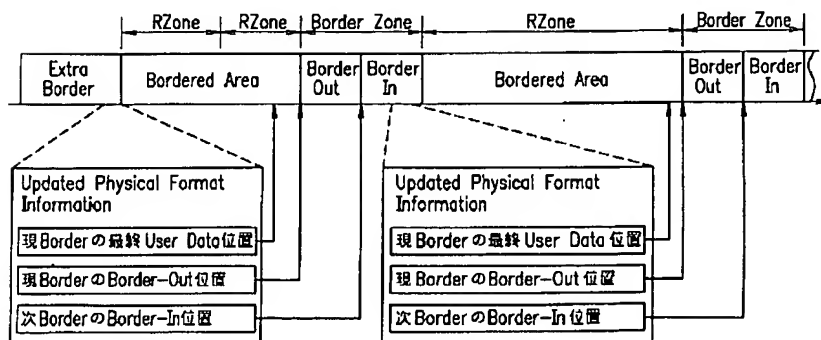 RZone RZone Border Zone RZone Border Zone
Extra Border
Bordered Area
Border Out
Border In
Bordered Area
Border Out
Border In
Updated Physical Format
Information
現Borderの最終User Data位置
現BorderのBorder-Out位置
次BorderのBorder-In位置
Updated Physical Format
Information
現Borderの最終User Data位置
現BorderのBorder-Out位置
次BorderのBorder-In位置